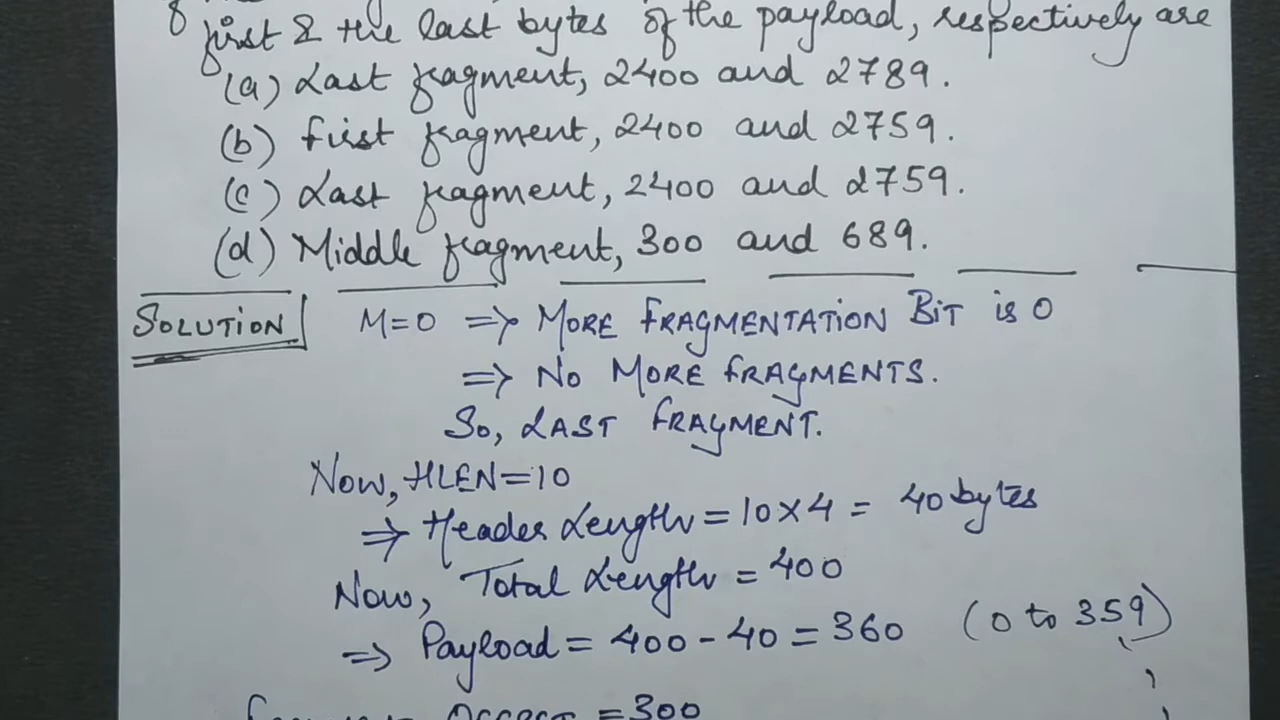 first & the last bytes of the payload, respectively are
(a) Last fragment, 2400 and 2789.
(b) First fragment, 2400 and 2759.
(c) Last fragment, 2400 and 2759.
(d) Middle fragment, 300 and 689.
SOLUTION M=0 => MORE FRAGMENTATION BIT is 0
=> NO MORE FRAGMENTS.
SO, LAST FRAGMENT.
NOW, HLEN=10
=> Header Length = 10 × 4 = 40 bytes
Now, Total Length = 400
=> Payload = 400 - 40 = 360 (0 to 359)
OFFSET = 300